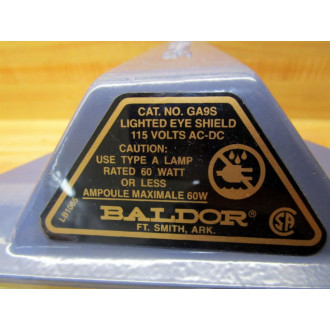 CAT. NO. GA9S
LIGHTED EYE SHIELD
115 VOLTS AC-DC
CAUTION:
USE TYPE A LAMP
RATED 60 WATT
OR LESS
AMPOULE MAXIMALE 60W
BALDOR®
FT. SMITH, ARK.
LB1065